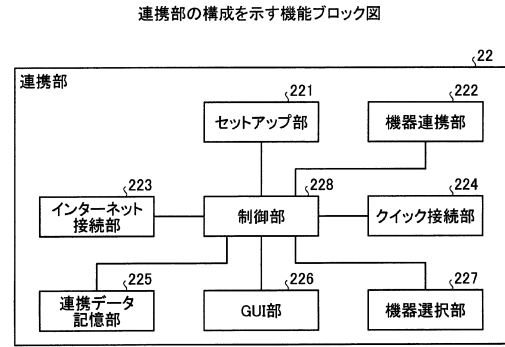 連携部の構成を示す機能ブロック図
22
連携部
221
セットアップ部
222
機器連携部
223
インターネット
接続部
228
制御部
224
クイック接続部
225
連携データ
記憶部
226
GUI部
227
機器選択部